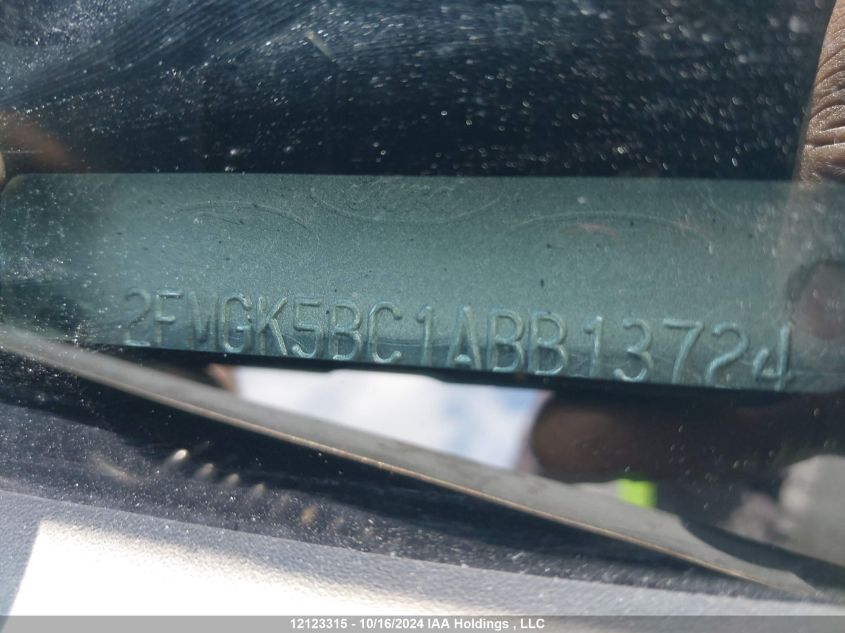 2FMGK5BC1ABB13724
12123315 - 10/16/2024 IAA Holdings , LLC